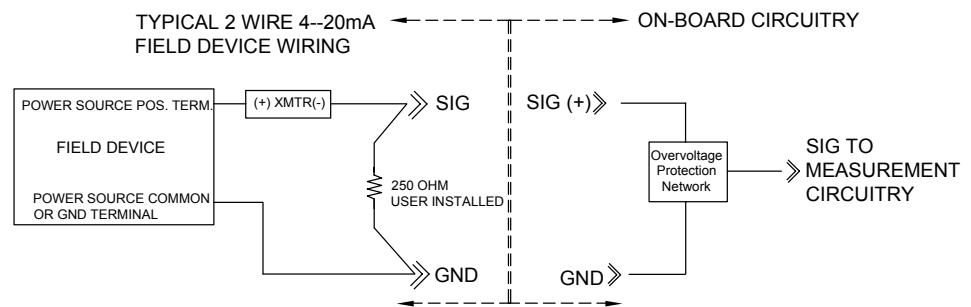 TYPICAL 2 WIRE 4--20mA
FIELD DEVICE WIRING
ON-BOARD CIRCUITRY
POWER SOURCE POS. TERM.
(+) XMTR(-)
SIG
SIG (+)
FIELD DEVICE
Overvoltage
Protection
Network
SIG TO
MEASUREMENT
CIRCUITRY
250 OHM
USER INSTALLED
POWER SOURCE COMMON
OR GND TERMINAL
GND
GND